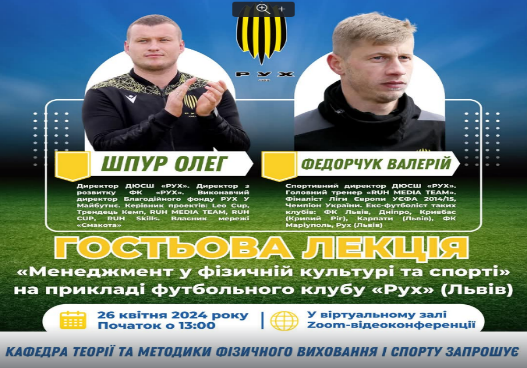 РУХ
ШПУР ОЛЕГ
Директор ДЮСШ «РУХ». Директор з
розвитку ФК «РУХ». Виконавчий
директор Благодійного фонду РУХ У
Майбутнє. Керівник проектів: Leo Cup,
Трендець Кемп, RUH MEDIA TEAM, RUH
CUP, RUH Skills. Власник мережі
«Смакота»
ФЕДОРЧУК ВАЛЕРІЙ
Спортивний директор ДЮСШ «РУХ».
Головний тренер «RUH MEDIA TEAM».
Фіналіст Ліги Європи УЄФА 2014/15,
Чемпіон України. Екс-футболіст таких
клубів: ФК Львів, Дніпро, Кривбас
(Кривий Ріг), Карпати (Львів), ФК
Маріуполь, Рух (Львів)
ГОСТЬОВА ЛЕКЦІЯ
«Менеджмент у фізичній культурі та спорті»
на прикладі футбольного клубу «Рух» (Львів)
26 квітня 2024 року
Початок о 13:00
У віртуальному залі
Zoom-відеоконференції
КАФЕДРА ТЕОРІЇ ТА МЕТОДИКИ ФІЗИЧНОГО ВИХОВАННЯ І СПОРТУ ЗАПРОШУЄ